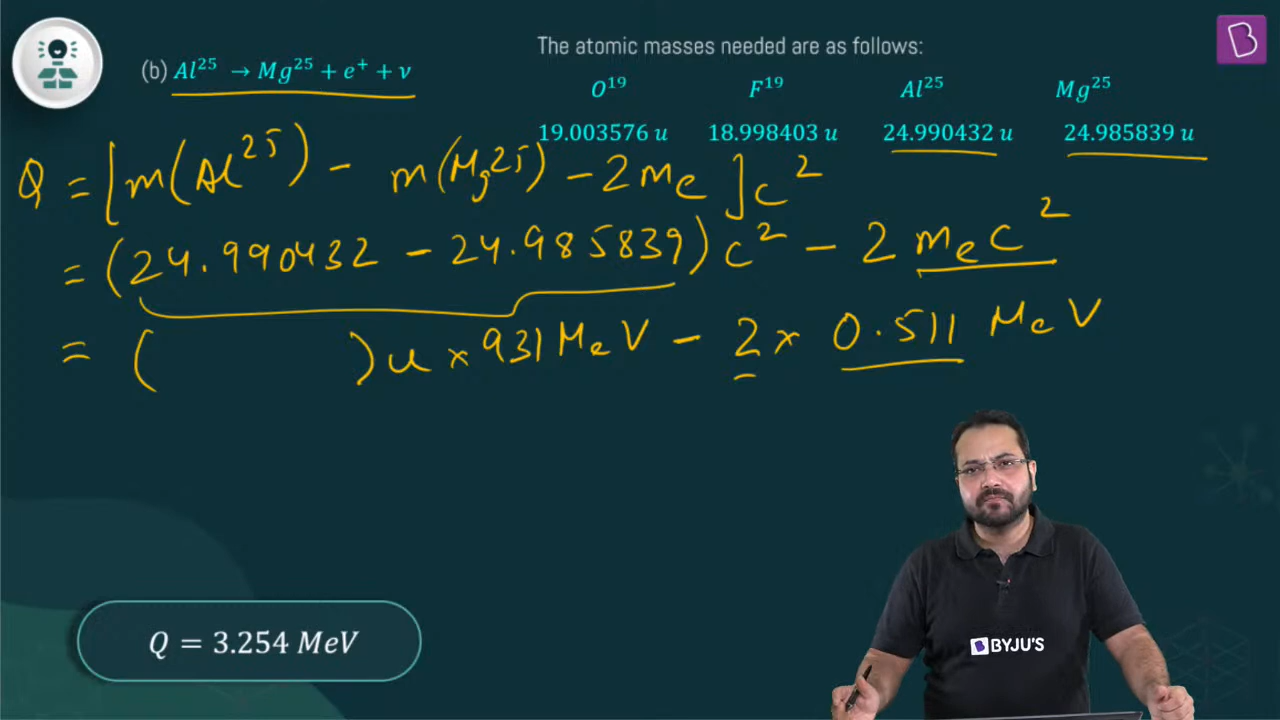 The atomic masses needed are as follows:
(b) Al²⁵ → Mg²⁵ + e⁺ + ν
O¹⁹ F¹⁹ Al²⁵ Mg²⁵
19.003576 u 18.998403 u 24.990432 u 24.985839 u
Q = [m(Al²⁵) − m(Mg25) − 2me]c²
= (24.990432 − 24.985839)c² − 2mec²
= ( )u × 931 MeV − 2 × 0.511 MeV
Q = 3.254 MeV
BYJU'S